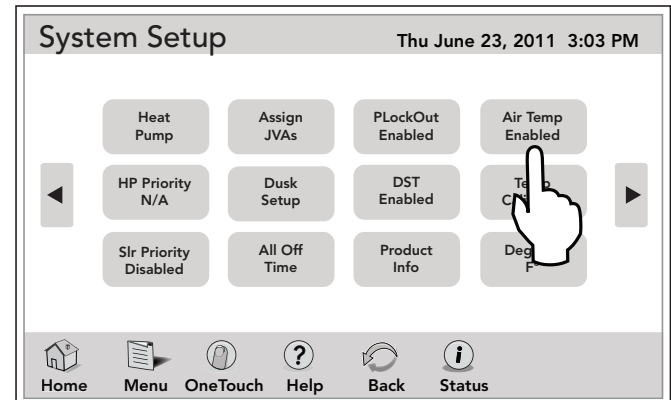 System Setup
Thu June 23, 2011 3:03 PM
Heat
Pump
Assign
JVAs
PLockOut
Enabled
Air Temp
Enabled
HP Priority
N/A
Dusk
Setup
DST
Enabled
Slr Priority
Disabled
All Off
Time
Product
Info
Home Menu OneTouch Help Back Status